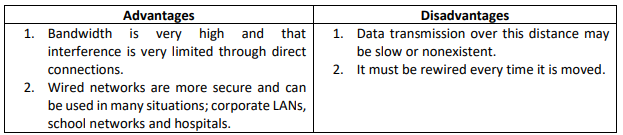 Advantages
1. Bandwidth is very high and that
interference is very limited through direct
connections.
2. Wired networks are more secure and can
be used in many situations; corporate LANs,
school networks and hospitals.
Disadvantages
1. Data transmission over this distance may
be slow or nonexistent.
2. It must be rewired every time it is moved.